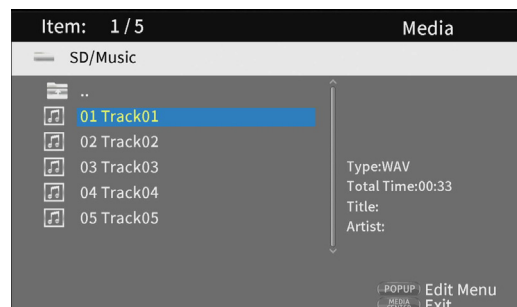 Item: 1/5
Media
SD/Music
..
01 Track01
02 Track02
03 Track03
04 Track04
05 Track05
Type:WAV
Total Time:00:33
Title:
Artist:
POPUP Edit Menu
MEDIA CENTER Exit